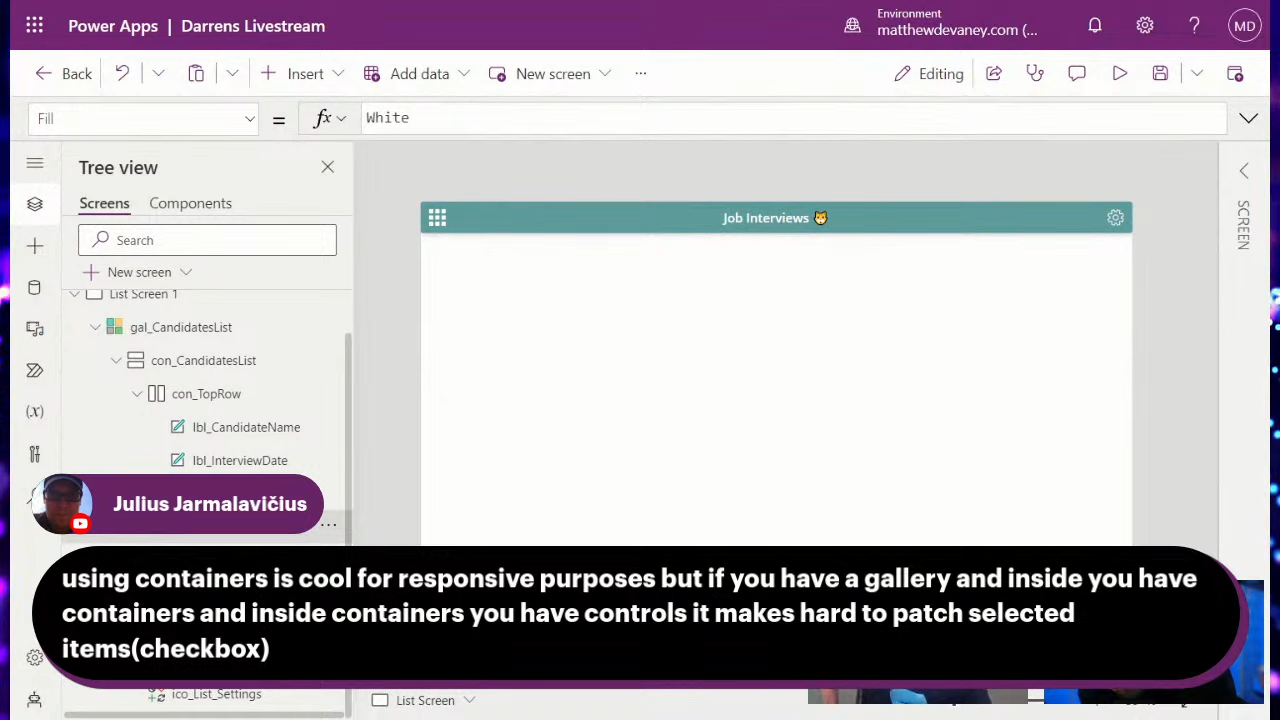 Power Apps | Darrens Livestream
Environment
matthewdevaney.com (...
MD
Back
Insert
Add data
New screen
...
Editing
Fill
=
fx
White
Tree view
Screens
Components
Search
New screen
List Screen 1
gal_CandidatesList
con_CandidatesList
con_TopRow
lbl_CandidateName
lbl_InterviewDate
...
ico_List_Settings
Job Interviews 🐱
SCREEN
Julius Jarmalavičius
using containers is cool for responsive purposes but if you have a gallery and inside you have
containers and inside containers you have controls it makes hard to patch selected
items(checkbox)
List Screen